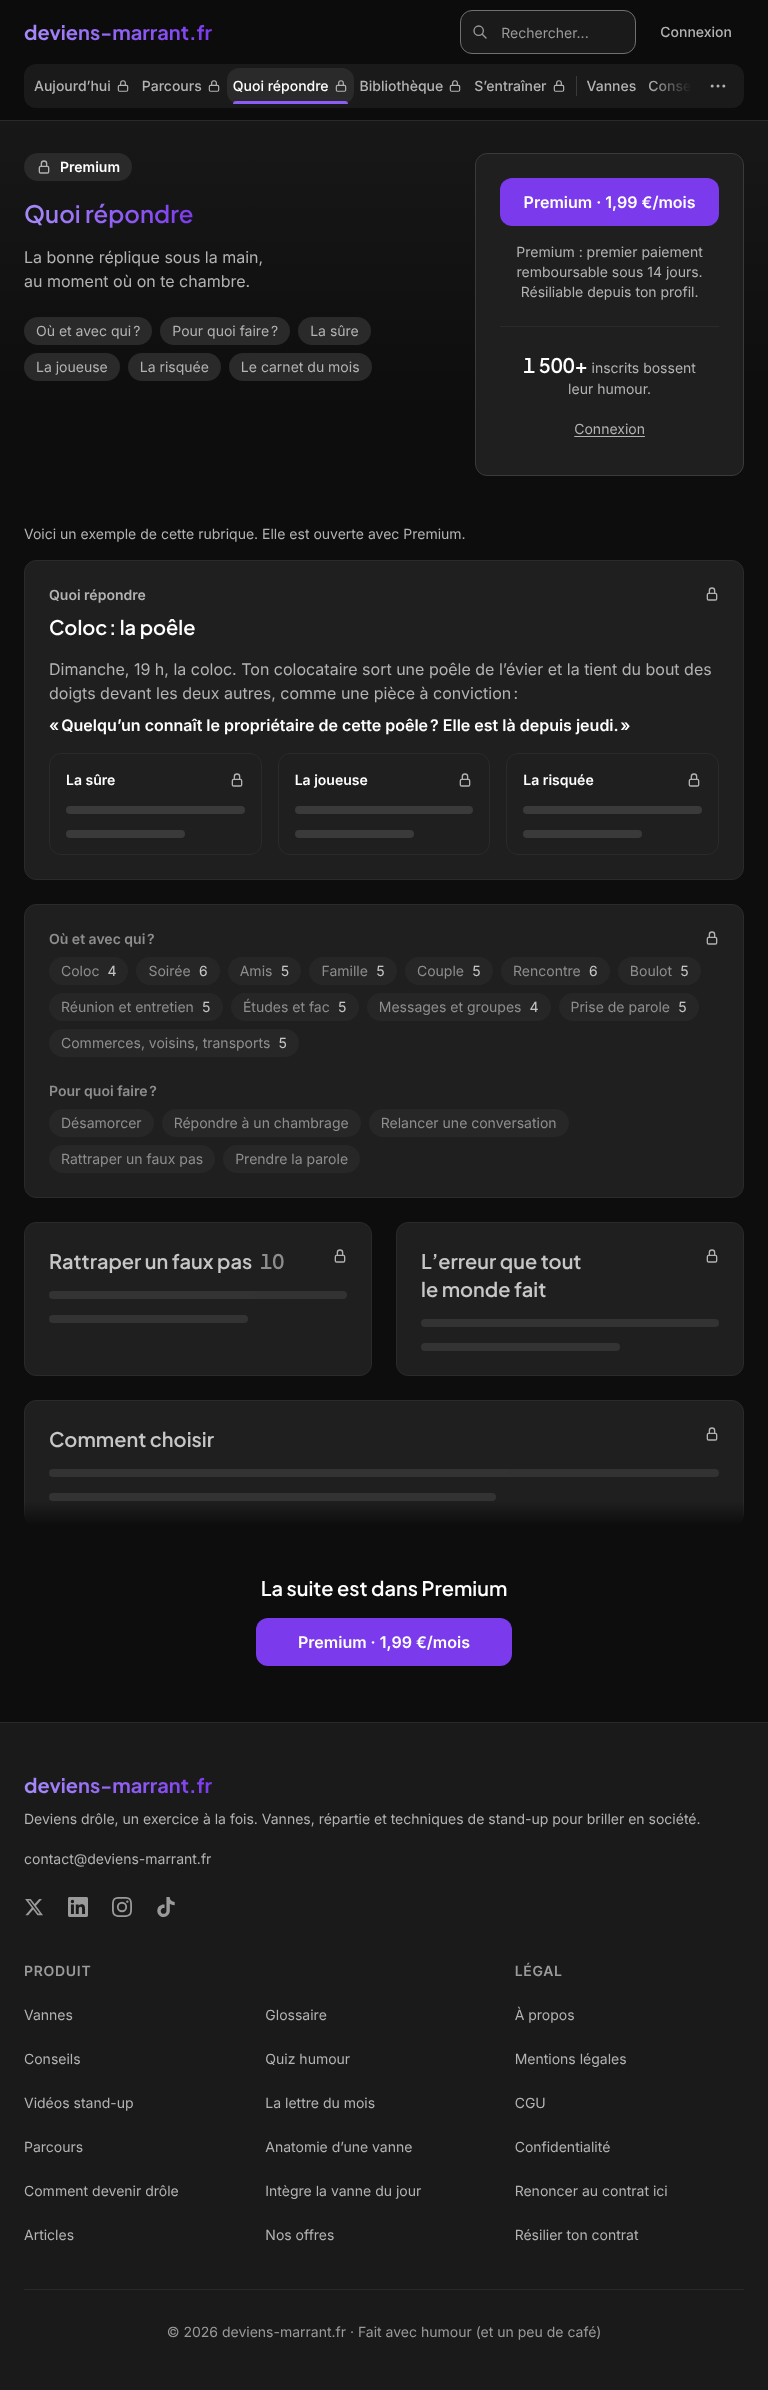 deviens-marrant.fr
Rechercher...
Connexion
Aujourd’hui
Parcours
Quoi répondre
Bibliothèque
S’entraîner
Vannes
Conse
Premium
Quoi répondre
La bonne réplique sous la main,
au moment où on te chambre.
Où et avec qui ?
Pour quoi faire ?
La sûre
La joueuse
La risquée
Le carnet du mois
Premium · 1,99 €/mois
Premium : premier paiement
remboursable sous 14 jours.
Résiliable depuis ton profil.
1 500+ inscrits bossent
leur humour.
Connexion
Voici un exemple de cette rubrique. Elle est ouverte avec Premium.
Quoi répondre
Coloc : la poêle
Dimanche, 19 h, la coloc. Ton colocataire sort une poêle de l’évier et la tient du bout des
doigts devant les deux autres, comme une pièce à conviction :
« Quelqu’un connaît le propriétaire de cette poêle ? Elle est là depuis jeudi. »
La sûre
La joueuse
La risquée
Où et avec qui ?
Coloc 4
Soirée 6
Amis 5
Famille 5
Couple 5
Rencontre 6
Boulot 5
Réunion et entretien 5
Études et fac 5
Messages et groupes 4
Prise de parole 5
Commerces, voisins, transports 5
Pour quoi faire ?
Désamorcer
Répondre à un chambrage
Relancer une conversation
Rattraper un faux pas
Prendre la parole
Rattraper un faux pas 10
L’erreur que tout
le monde fait
Comment choisir
La suite est dans Premium
Premium · 1,99 €/mois
deviens-marrant.fr
Deviens drôle, un exercice à la fois. Vannes, répartie et techniques de stand-up pour briller en société.
contact@deviens-marrant.fr
PRODUIT
Vannes
Conseils
Vidéos stand-up
Parcours
Comment devenir drôle
Articles
Glossaire
Quiz humour
La lettre du mois
Anatomie d’une vanne
Intègre la vanne du jour
Nos offres
LÉGAL
À propos
Mentions légales
CGU
Confidentialité
Renoncer au contrat ici
Résilier ton contrat
© 2026 deviens-marrant.fr · Fait avec humour (et un peu de café)